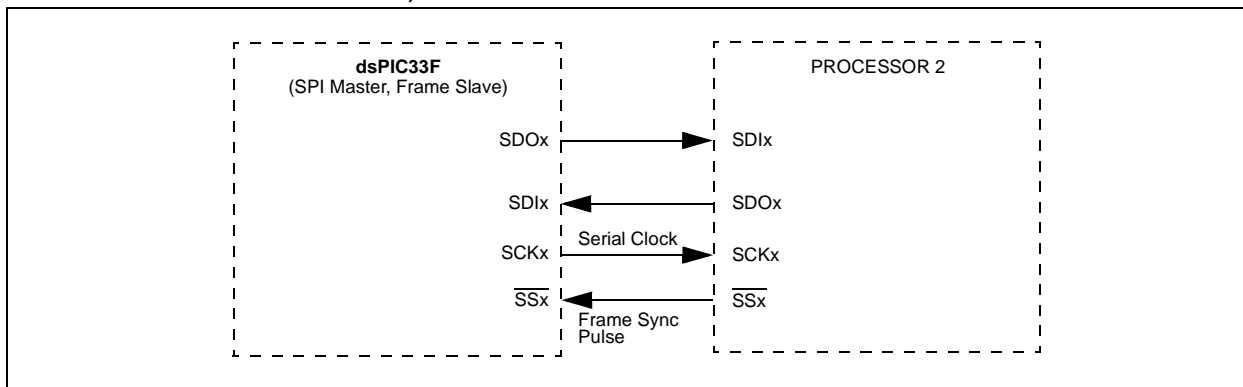 dsPIC33F
(SPI Master, Frame Slave)
PROCESSOR 2
SDOx
SDIx
SDIx
SDOx
Serial Clock
SCKx
SCKx
SSx
SSx
Frame Sync
Pulse